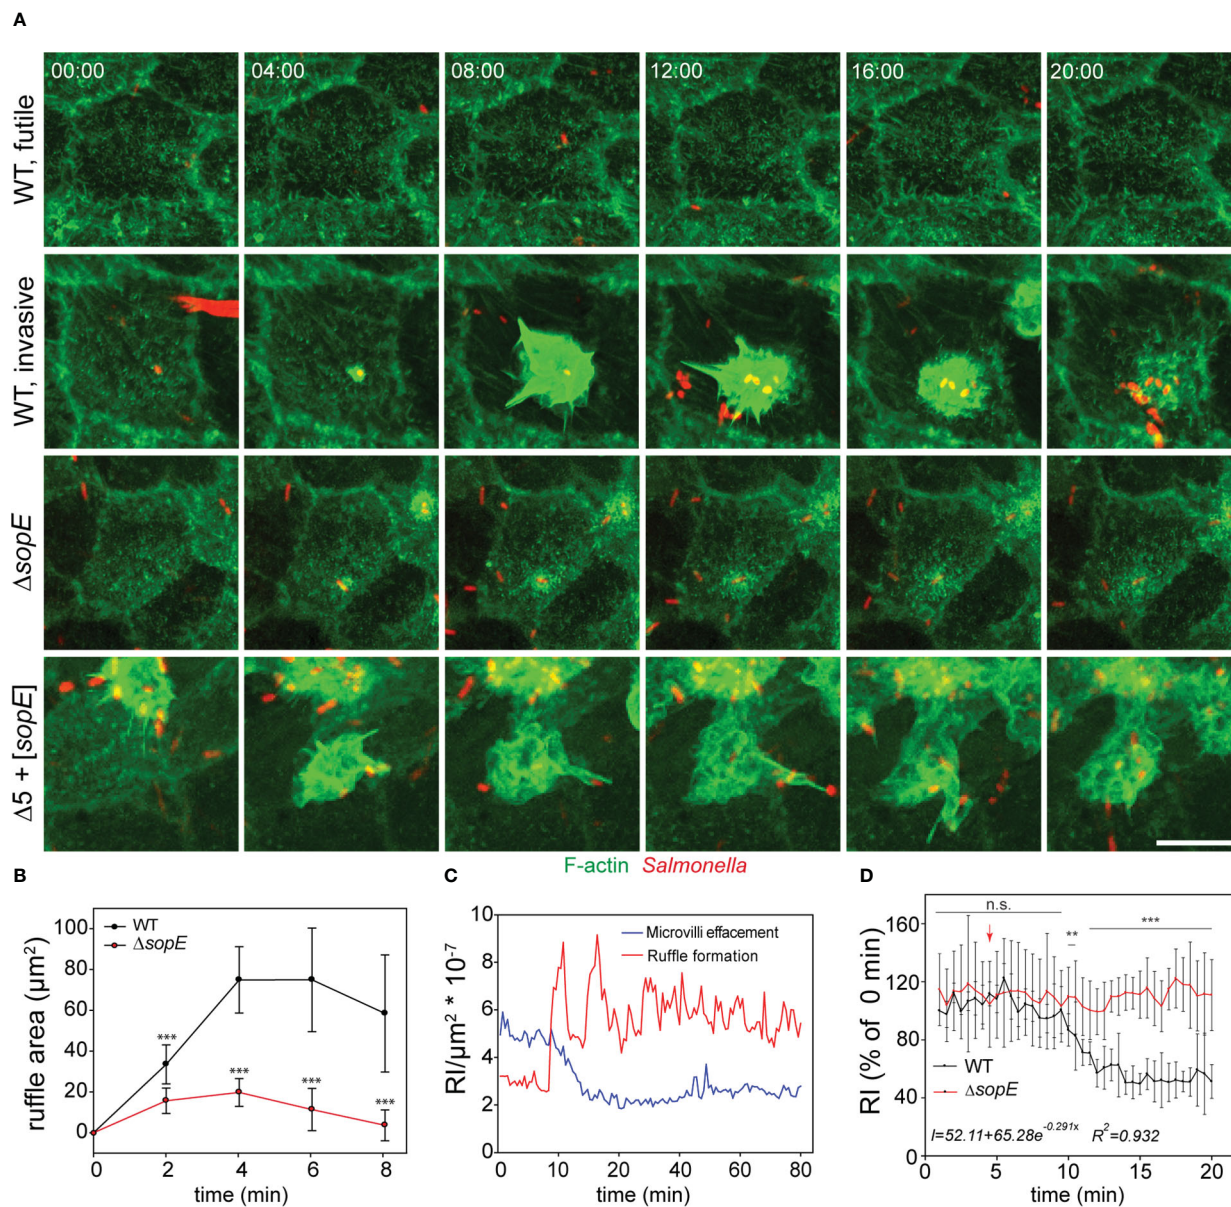 A
00:00 04:00 08:00 12:00 16:00 20:00
WT, futile
WT, invasive
ΔsopE
Δ5 + [sopE]
F-actin Salmonella
B
ruffle area (µm²)
100
80
60
40
20
0
WT
ΔsopE
***
***
***
***
0 2 4 6 8
time (min)
C
RI/µm² * 10⁻⁷
10
8
6
4
2
0
Microvilli effacement
Ruffle formation
0 10 20 40 60 80
time (min)
D
RI (% of 0 min)
160
120
80
40
0
n.s.
**
***
WT
ΔsopE
I=52.11+65.28e^-0.291x R²=0.932
0 5 10 15 20
time (min)